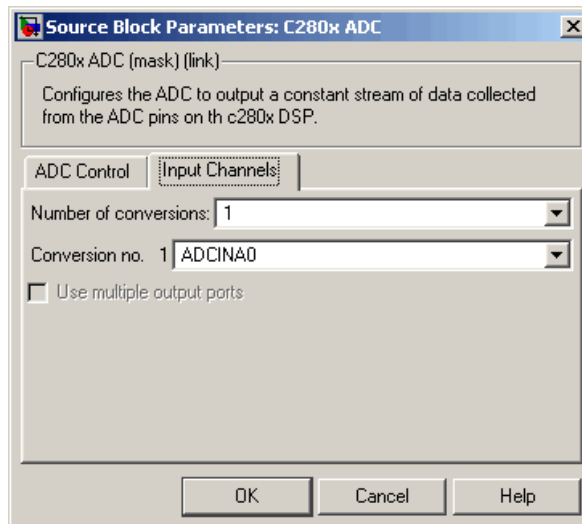 Source Block Parameters: C280x ADC
C280x ADC (mask) (link)
Configures the ADC to output a constant stream of data collected
from the ADC pins on th c280x DSP.
ADC Control Input Channels
Number of conversions: 1
Conversion no. 1 ADCINA0
Use multiple output ports
OK Cancel Help